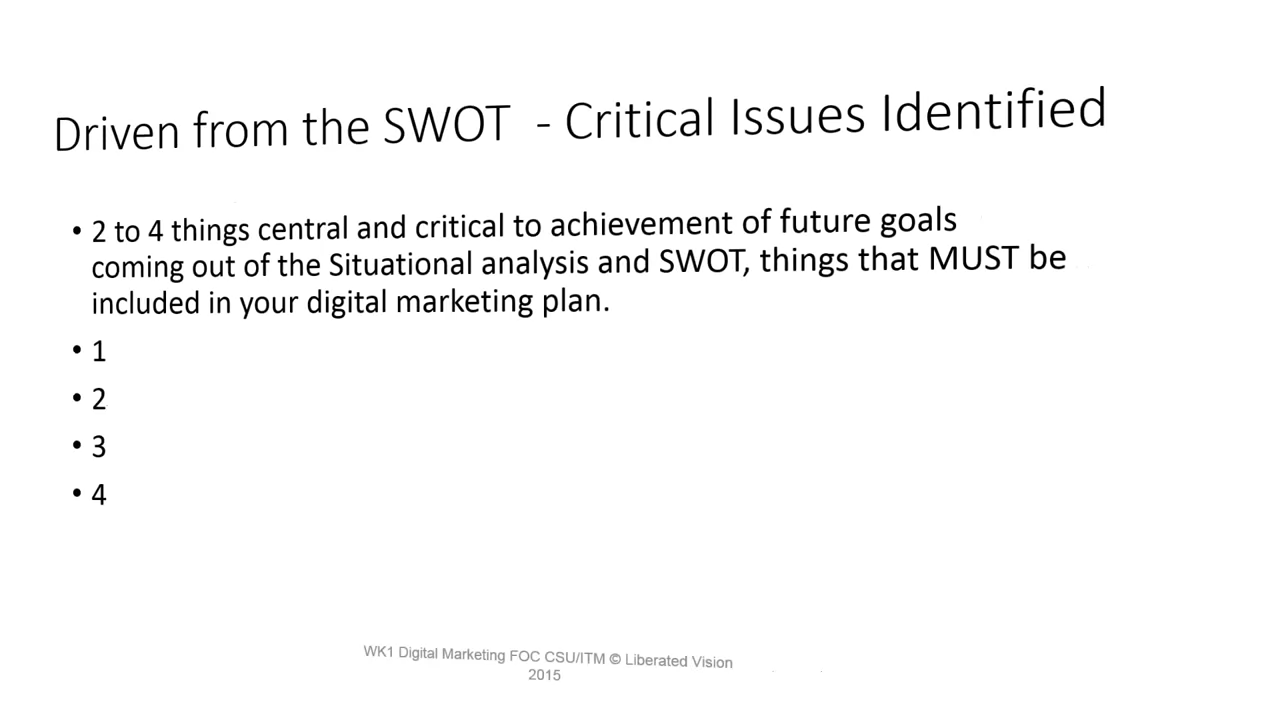 Driven from the SWOT - Critical Issues Identified
• 2 to 4 things central and critical to achievement of future goals
coming out of the Situational analysis and SWOT, things that MUST be
included in your digital marketing plan.
• 1
• 2
• 3
• 4
WK1 Digital Marketing FOC CSU/ITM © Liberated Vision
2015